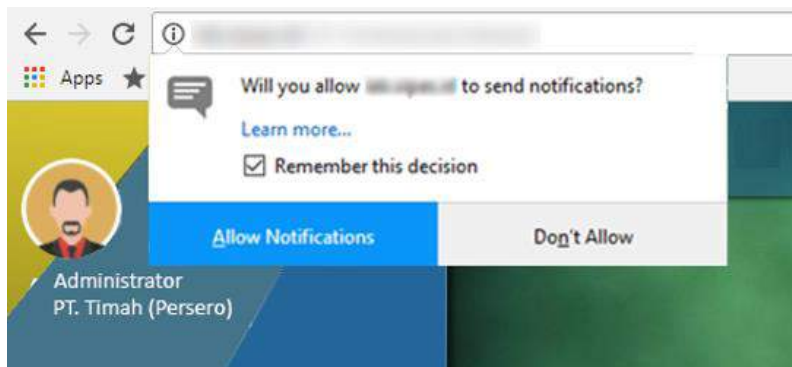 Apps
Will you allow to send notifications?
Learn more...
Remember this decision
Allow Notifications
Don't Allow
Administrator
PT. Timah (Persero)